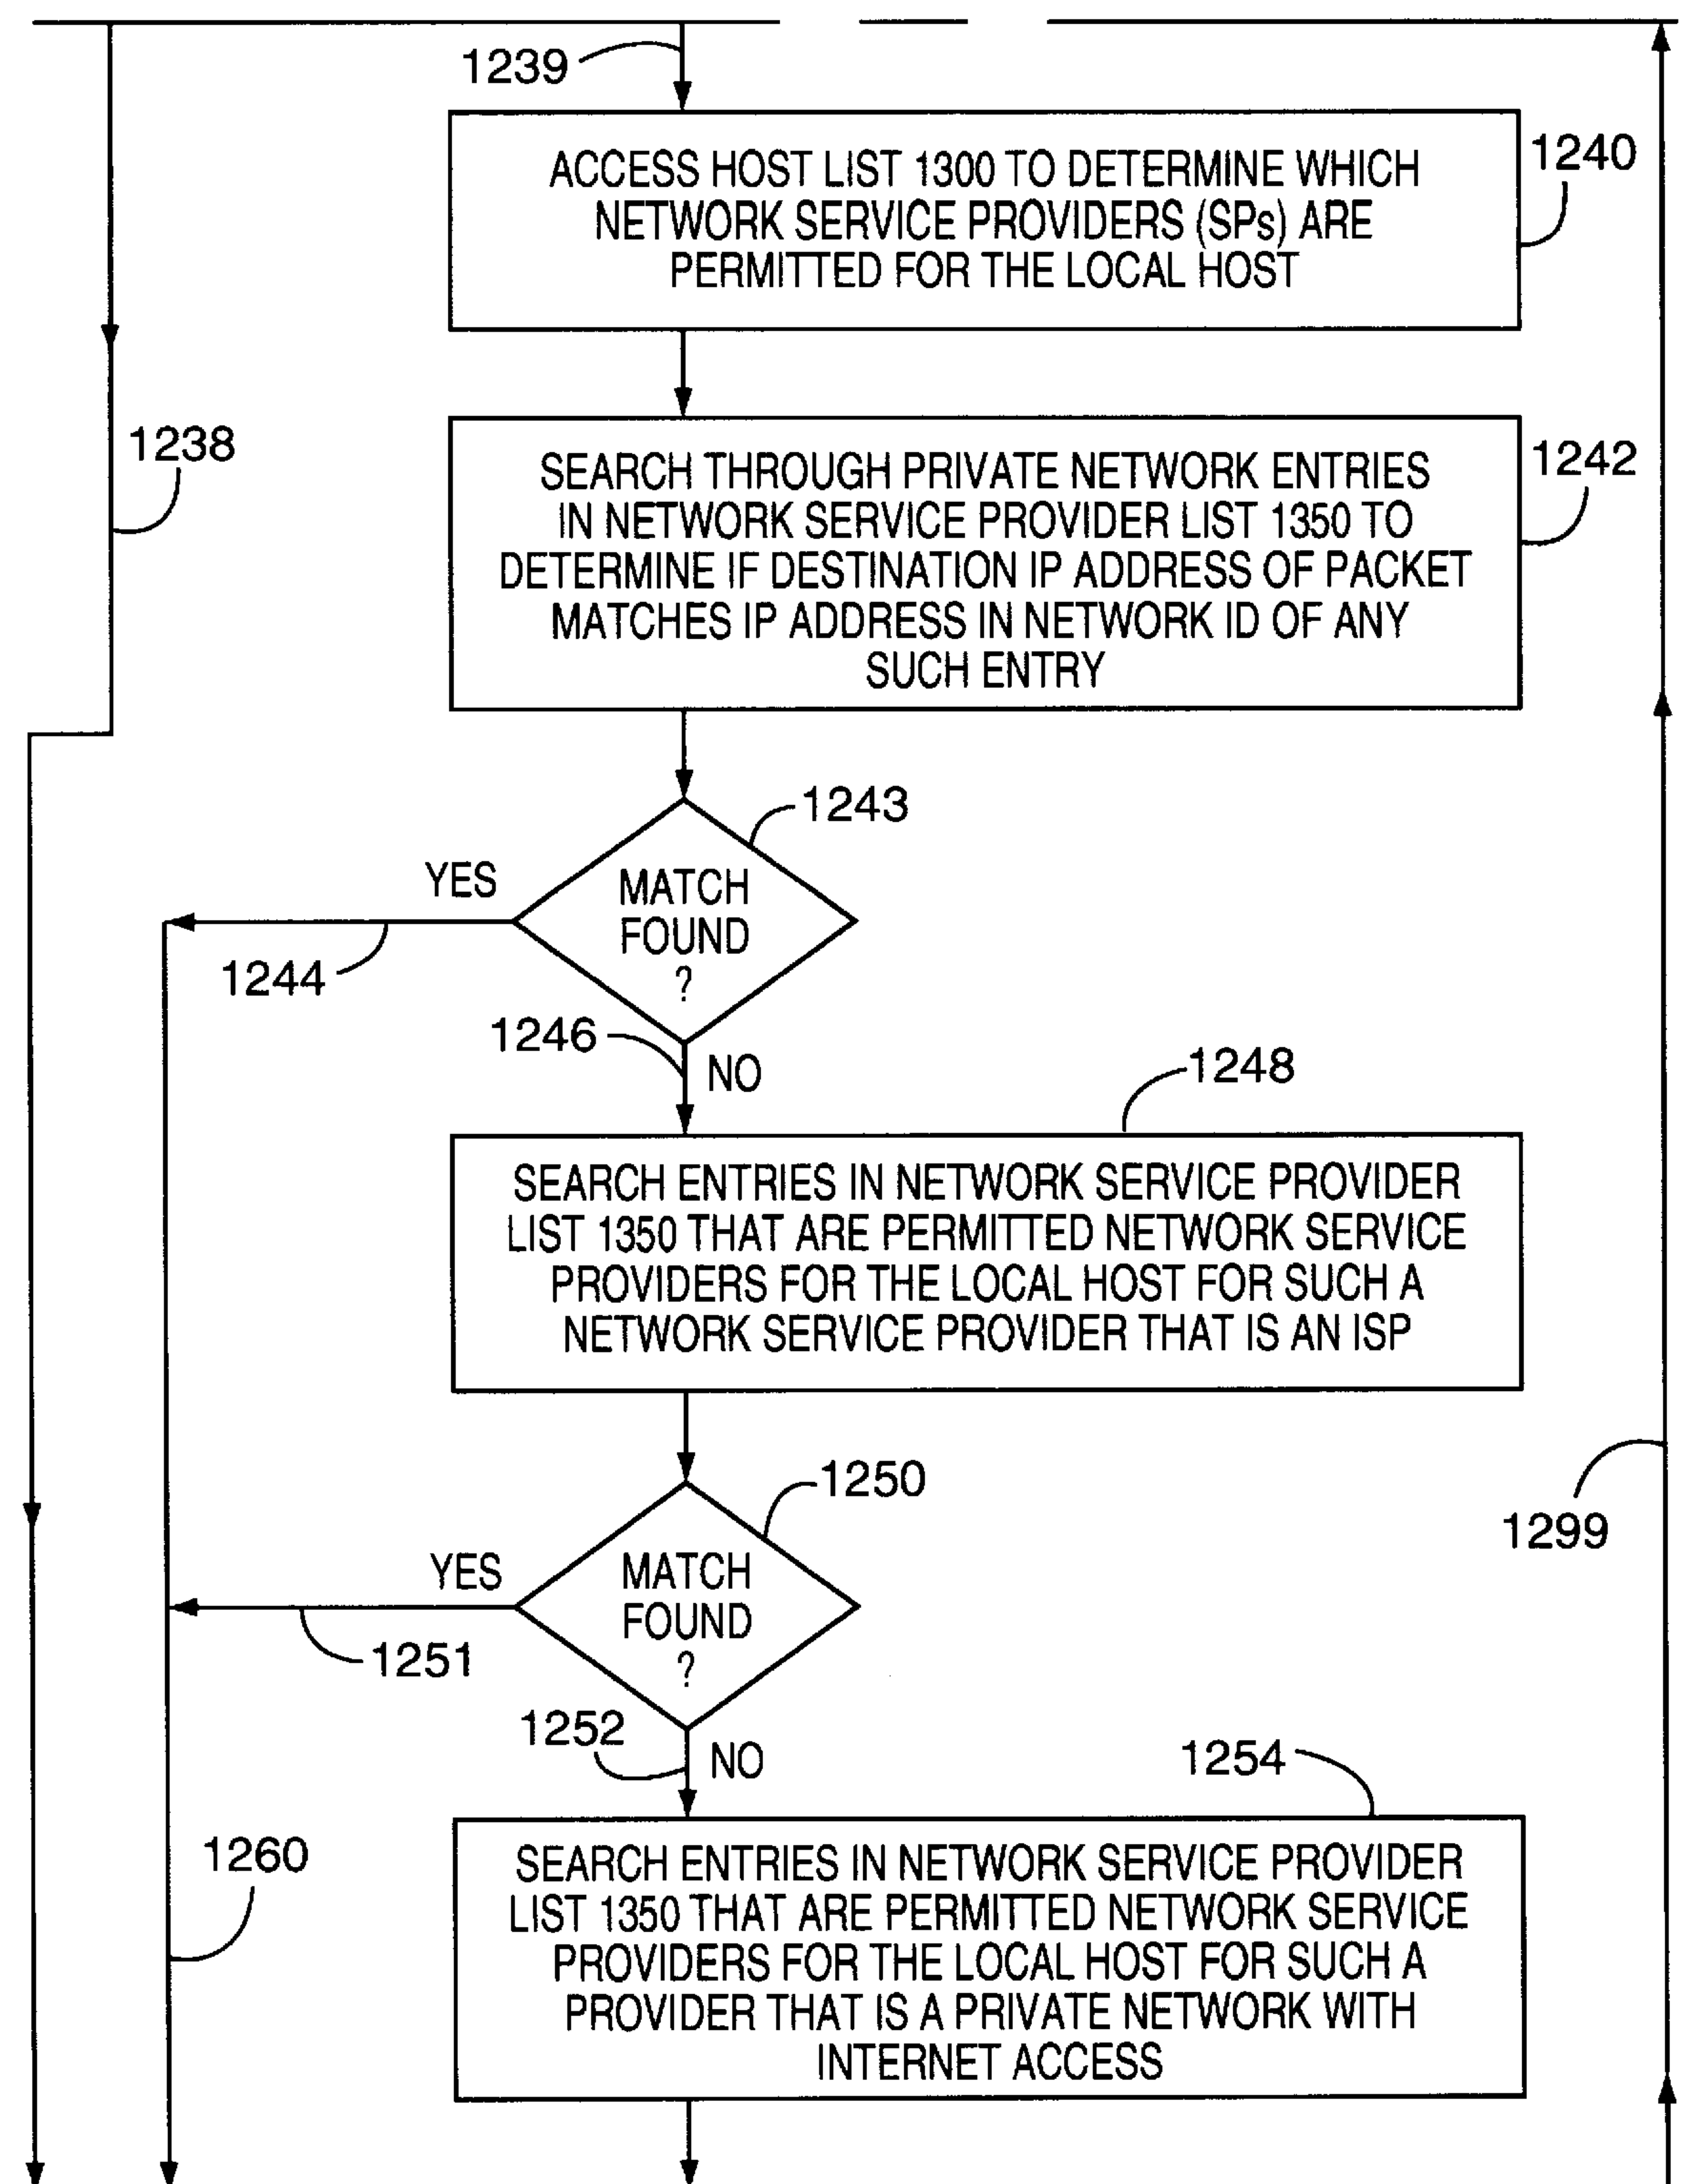 1239
ACCESS HOST LIST 1300 TO DETERMINE WHICH
NETWORK SERVICE PROVIDERS (SPs) ARE
PERMITTED FOR THE LOCAL HOST
1240
1238
SEARCH THROUGH PRIVATE NETWORK ENTRIES
IN NETWORK SERVICE PROVIDER LIST 1350 TO
DETERMINE IF DESTINATION IP ADDRESS OF PACKET
MATCHES IP ADDRESS IN NETWORK ID OF ANY
SUCH ENTRY
1242
1243
YES
MATCH
FOUND
?
1244
1246
NO
1248
SEARCH ENTRIES IN NETWORK SERVICE PROVIDER
LIST 1350 THAT ARE PERMITTED NETWORK SERVICE
PROVIDERS FOR THE LOCAL HOST FOR SUCH A
NETWORK SERVICE PROVIDER THAT IS AN ISP
1250
1299
YES
MATCH
FOUND
?
1251
1252
NO
1254
1260
SEARCH ENTRIES IN NETWORK SERVICE PROVIDER
LIST 1350 THAT ARE PERMITTED NETWORK SERVICE
PROVIDERS FOR THE LOCAL HOST FOR SUCH A
PROVIDER THAT IS A PRIVATE NETWORK WITH
INTERNET ACCESS